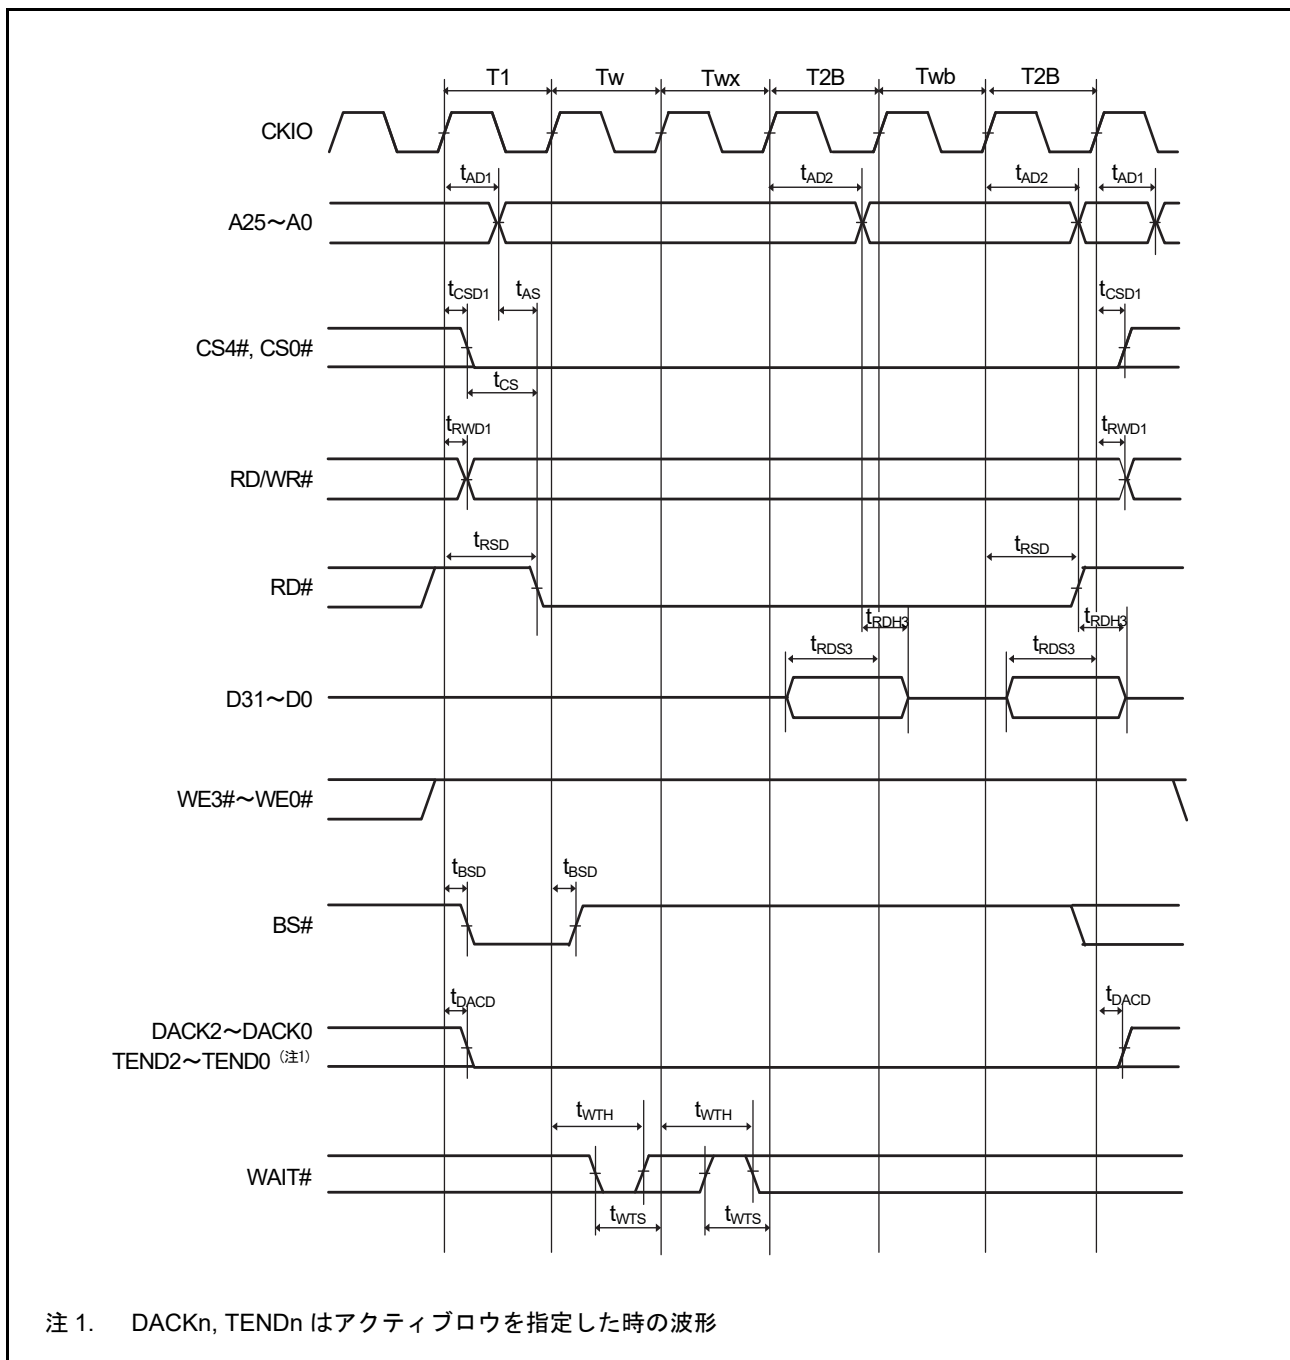 T1 Tw Twx T2B Twb T2B
CKIO
tAD1 tAD2 tAD2 tAD1
A25～A0
tCSD1 tAS tCSD1
CS4#, CS0#
tCS
tRWD1 tRWD1
RD/WR#
tRSD tRSD
RD#
tRDH3 tRDH3
tRDS3 tRDS3
D31～D0
WE3#～WE0#
tBSD tBSD
BS#
tDACD tDACD
DACK2～DACK0
TEND2～TEND0（注1）
tWTH tWTH
WAIT#
tWTS tWTS
注 1. DACKn, TENDn はアクティブロウを指定した時の波形